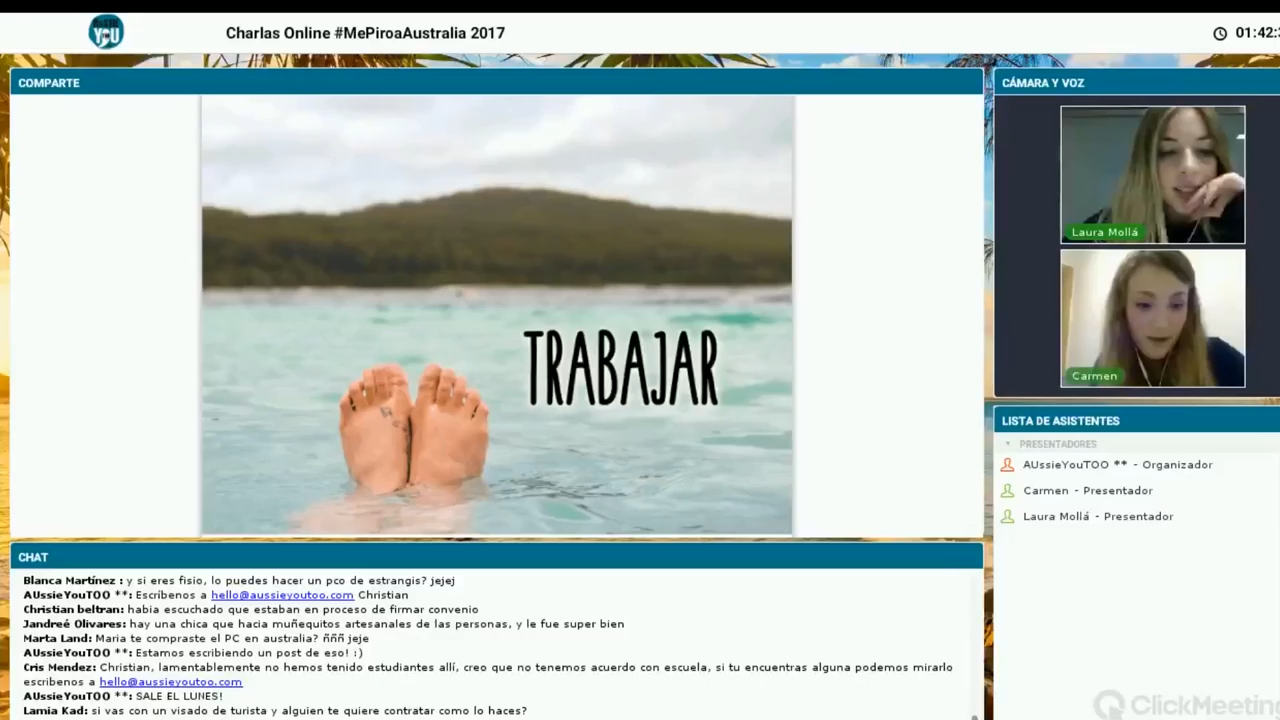 YOU
Charlas Online #MePiroaAustralia 2017
01:42:3
COMPARTE
TRABAJAR
CÁMARA Y VOZ
Laura Mollá
Carmen
LISTA DE ASISTENTES
PRESENTADORES
AUssieYouTOO ** - Organizador
Carmen - Presentador
Laura Mollá - Presentador
CHAT
Blanca Martínez : y si eres fisio, lo puedes hacer un pco de estrangis? jejej
AUssieYouTOO **: Escríbenos a hello@aussieyoutoo.com Christian
Christian beltran: habia escuchado que estaban en proceso de firmar convenio
Jandreé Olivares: hay una chica que hacia muñequitos artesanales de las personas, y le fue super bien
Marta Land: Maria te compraste el PC en australia? ñññ jeje
AUssieYouTOO **: Estamos escribiendo un post de eso! :)
Cris Mendez: Christian, lamentablemente no hemos tenido estudiantes allí, creo que no tenemos acuerdo con escuela, si tu encuentras alguna podemos mirarlo
escribenos a hello@aussieyoutoo.com
AUssieYouTOO **: SALE EL LUNES!
Lamia Kad: si vas con un visado de turista y alguien te quiere contratar como lo haces?
ClickMeeting